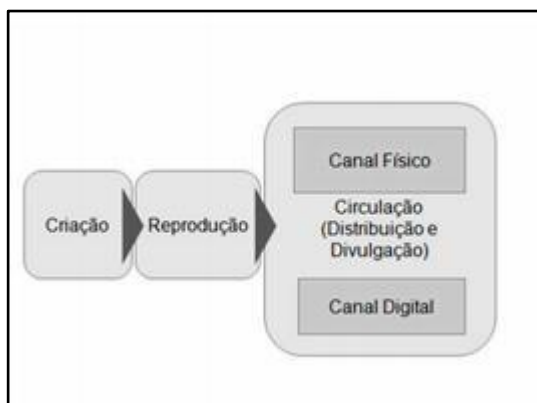 Criação
Reprodução
Canal Físico
Circulação
(Distribuição e
Divulgação)
Canal Digital